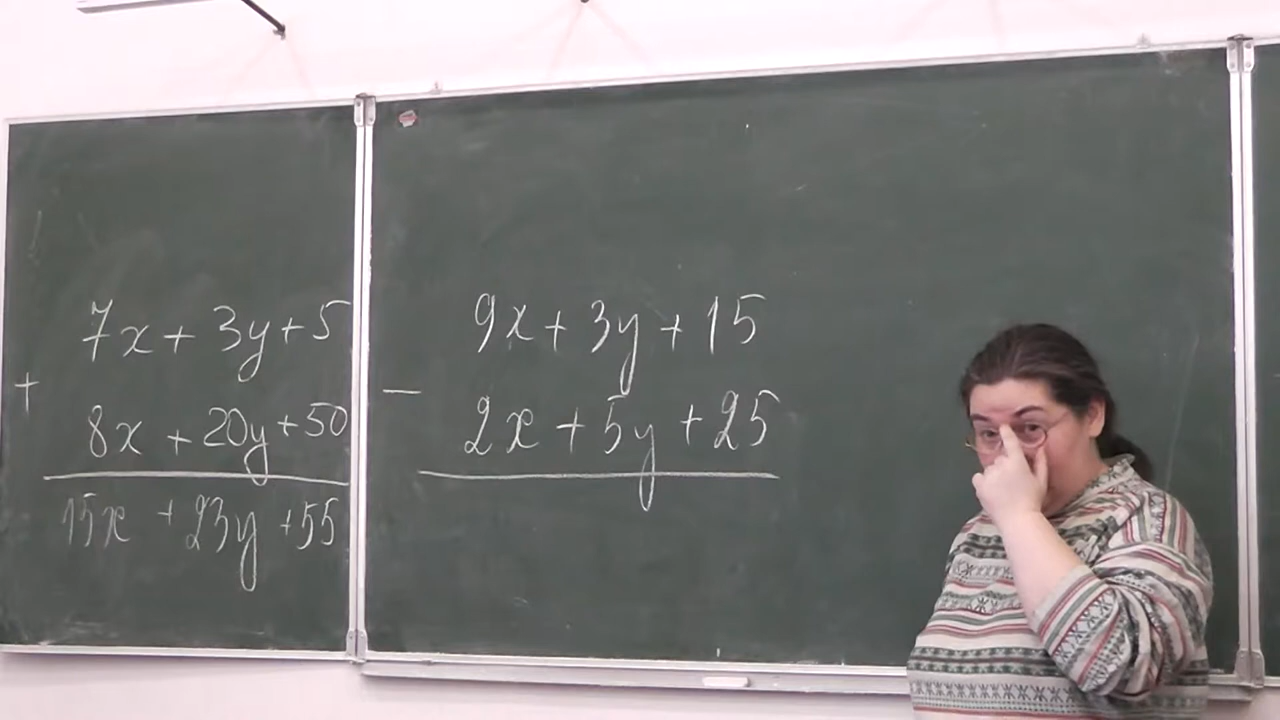 7x + 3y + 5
+
8x + 20y + 50
15x + 23y + 55
9x + 3y + 15
−
2x + 5y + 25